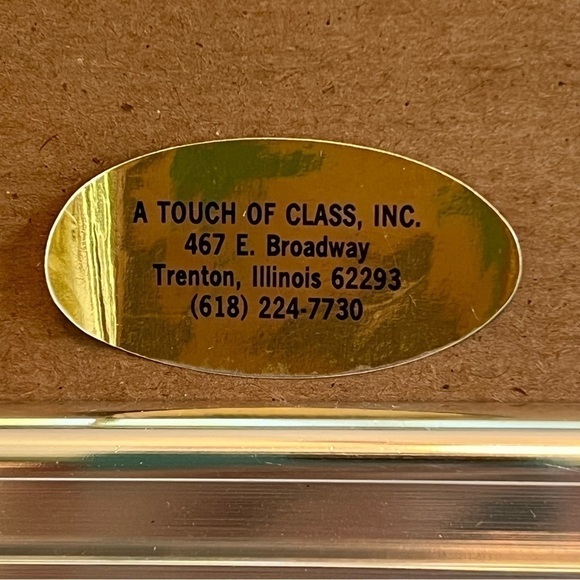 A TOUCH OF CLASS, INC.
467 E. Broadway
Trenton, Illinois 62293
(618) 224-7730